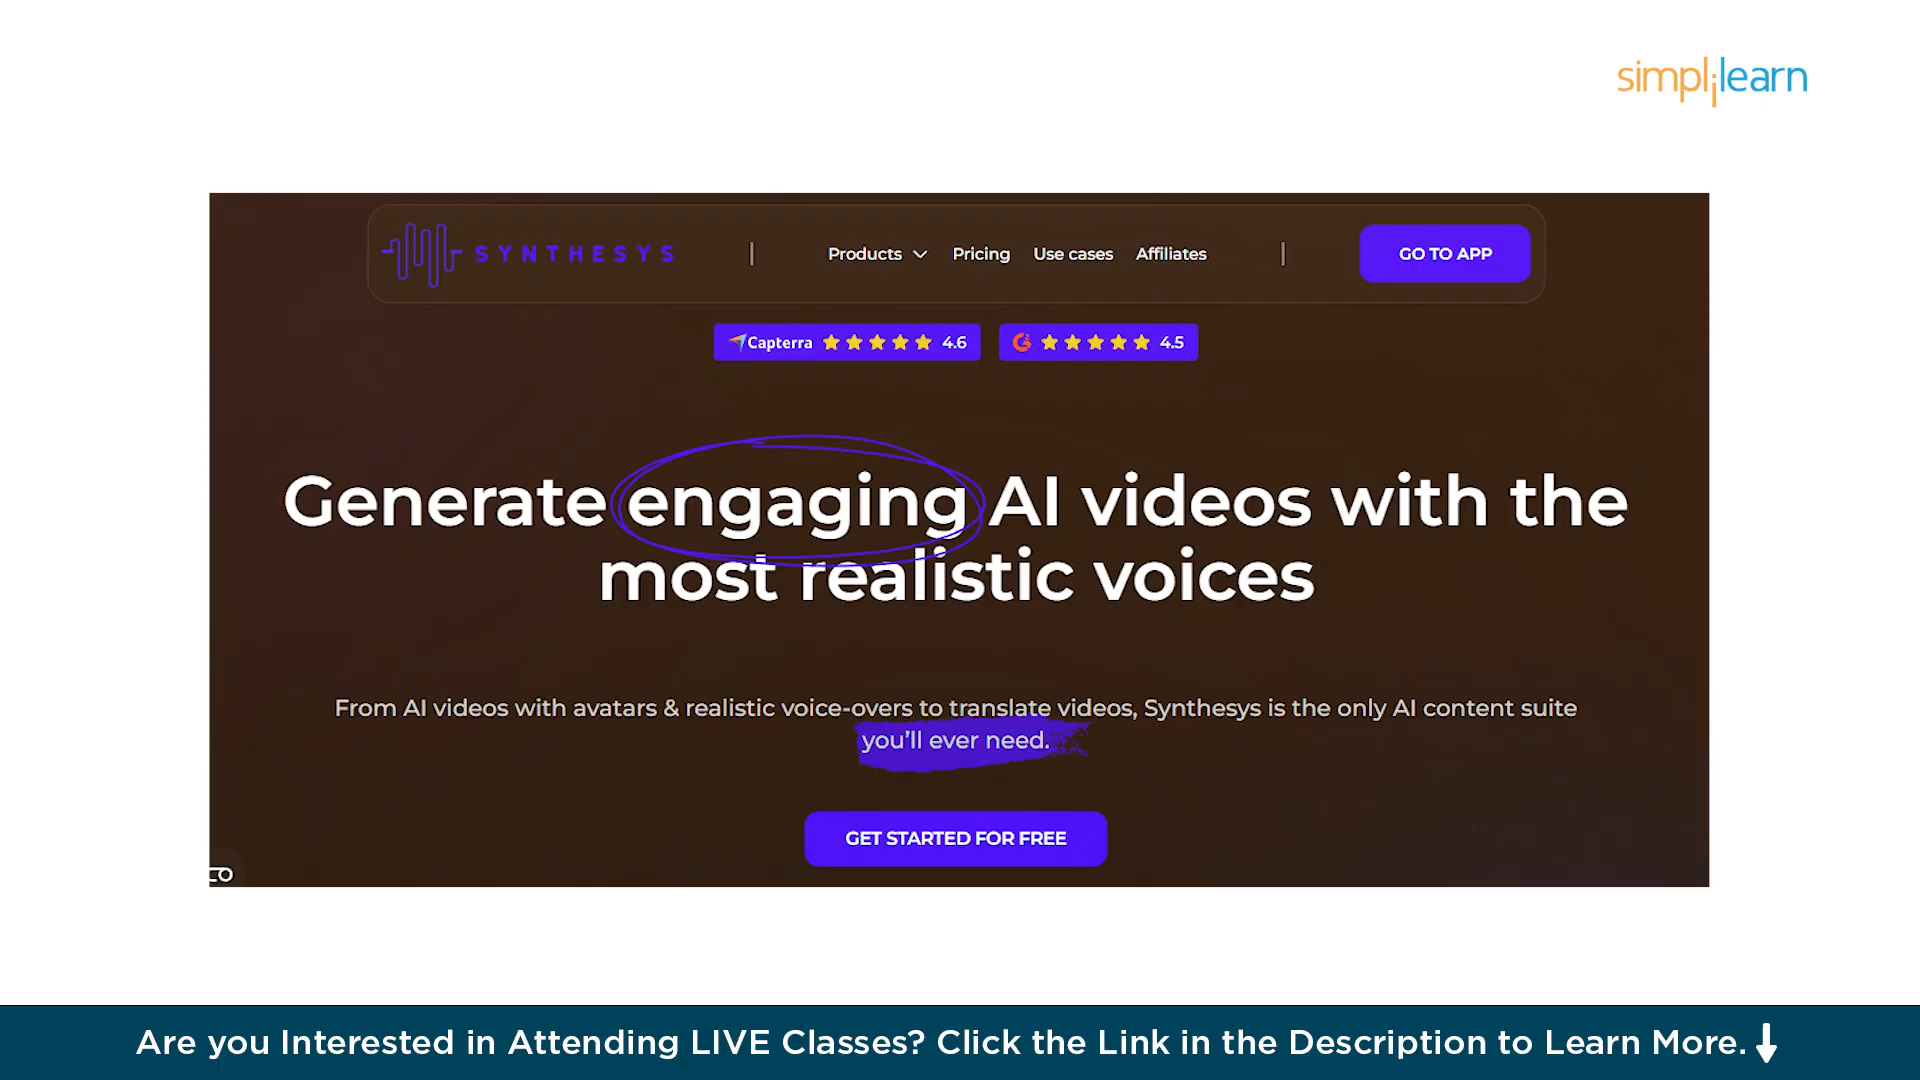 simplilearn
SYNTHESYS | Products Pricing Use cases Affiliates | GO TO APP
Capterra 4.6 4.5
Generate engaging AI videos with the
most realistic voices
From AI videos with avatars & realistic voice-overs to translate videos, Synthesys is the only AI content suite
you'll ever need.
GET STARTED FOR FREE
Are you Interested in Attending LIVE Classes? Click the Link in the Description to Learn More.